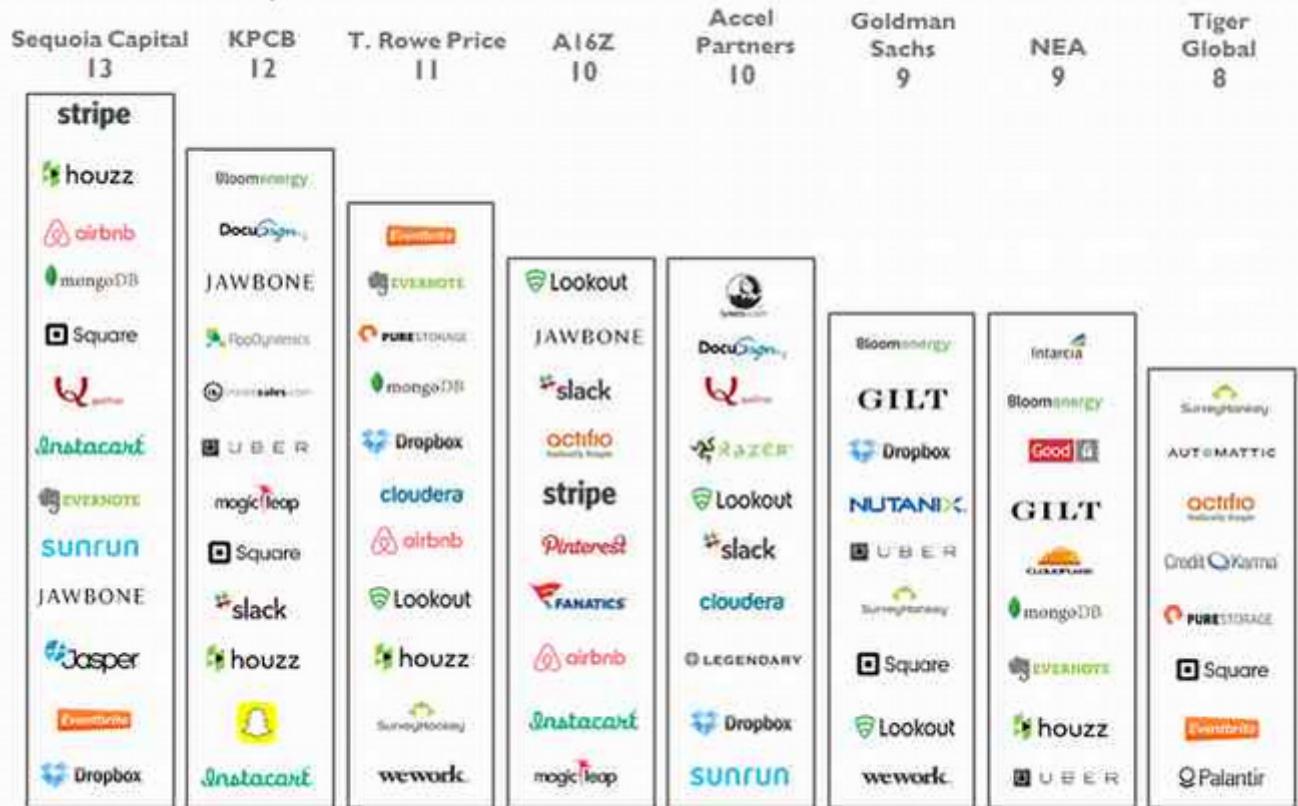 Sequoia Capital
13
stripe
houzz
airbnb
mongoDB
Square
Q
Instacart
EVERNOTE
sunrun
JAWBONE
Jasper
Eventbrite
Dropbox
KPCB
12
Bloomenergy
DocuSign
JAWBONE
AppDynamics
insidesales.com
UBER
magic leap
Square
slack
houzz
Instacart
T. Rowe Price
11
Eventbrite
EVERNOTE
PURESTORAGE
mongoDB
Dropbox
cloudera
airbnb
Lookout
houzz
SurveyMonkey
wework
A16Z
10
Lookout
JAWBONE
slack
actifio
stripe
Pinterest
FANATICS
airbnb
Instacart
magic leap
Accel
Partners
10
DocuSign
Q
RAZER
Lookout
slack
cloudera
LEGENDARY
Dropbox
sunrun
Goldman
Sachs
9
Bloomenergy
GILT
Dropbox
NUTANIX
UBER
SurveyMonkey
Square
Lookout
wework
NEA
9
Intarcia
Bloomenergy
Good
GILT
CLOUDFLARE
mongoDB
EVERNOTE
houzz
UBER
Tiger
Global
8
SurveyMonkey
AUTOMATTIC
actifio
Credit Karma
PURESTORAGE
Square
Eventbrite
Palantir